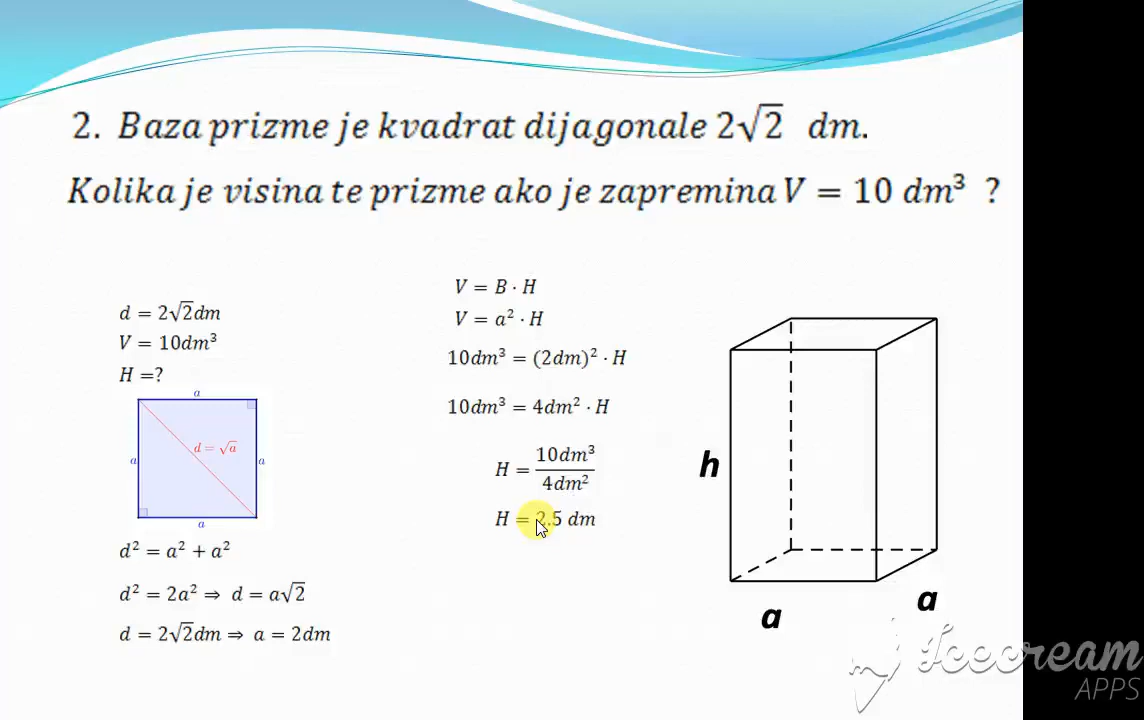 2. Baza prizme je kvadrat dijagonale 2√2 dm.
Kolika je visina te prizme ako je zapremina V = 10 dm³ ?
d = 2√2dm
V = 10dm³
H =?
a
d = √a
a
a
a
d² = a² + a²
d² = 2a² ⇒ d = a√2
d = 2√2dm ⇒ a = 2dm
V = B · H
V = a² · H
10dm³ = (2dm)² · H
10dm³ = 4dm² · H
H = 10dm³/4dm²
H = 2.5 dm
h
a
a
Icecream
APPS